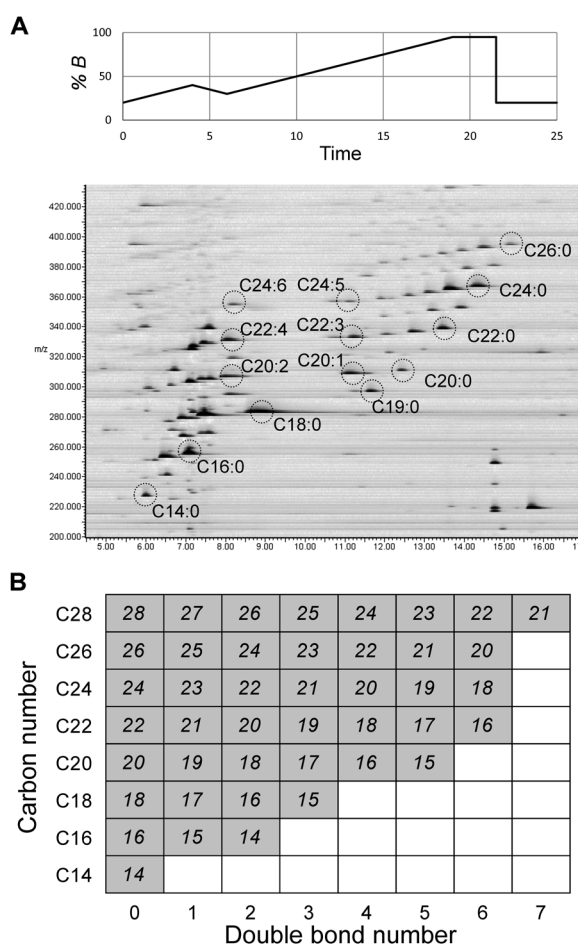 A
% B
100
50
0
0 5 10 15 20 25
Time
m/z
420.000
400.000
380.000
360.000
340.000
320.000
300.000
280.000
260.000
240.000
220.000
200.000
C26:0
C24:6 C24:5 C24:0
C22:4 C22:3 C22:0
C20:2 C20:1 C20:0
C19:0
C18:0
C16:0
C14:0
5.00 6.00 7.00 8.00 9.00 10.00 11.00 12.00 13.00 14.00 15.00 16.00
B
Carbon number
C28 28 27 26 25 24 23 22 21
C26 26 25 24 23 22 21 20
C24 24 23 22 21 20 19 18
C22 22 21 20 19 18 17 16
C20 20 19 18 17 16 15
C18 18 17 16 15
C16 16 15 14
C14 14
0 1 2 3 4 5 6 7
Double bond number